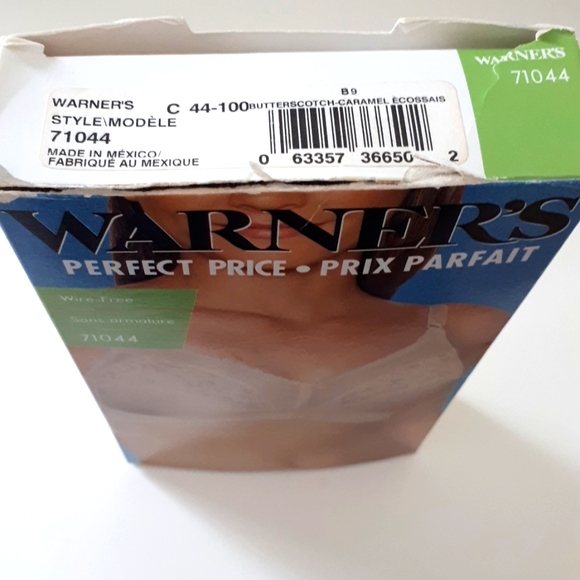 WARNER'S
71044
B9
WARNER'S C 44-100 BUTTERSCOTCH-CARAMEL ÉCOSSAIS
STYLE\MODÈLE
71044
MADE IN MÉXICO/
FABRIQUÉ AU MEXIQUE
0 63357 36650 2
WARNER'S
PERFECT PRICE • PRIX PARFAIT
Wire-Free
Sans armature
71044